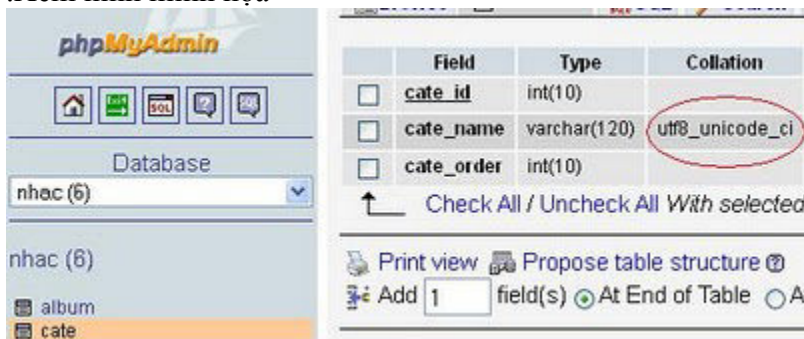 phpMyAdmin
Database
nhac (6)
nhac (6)
album
cate
Field Type Collation
cate_id int(10)
cate_name varchar(120) utf8_unicode_ci
cate_order int(10)
Check All / Uncheck All With selected
Print view Propose table structure
Add 1 field(s) At End of Table A